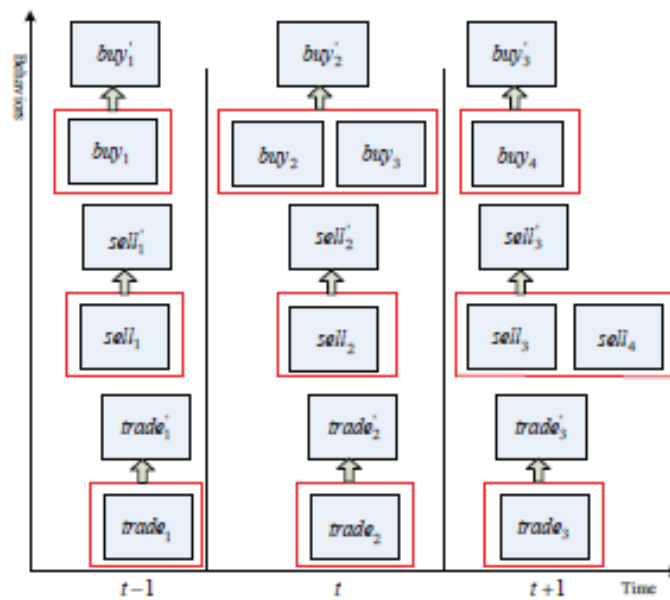 Behaviors
buy'₁ buy'₂ buy'₃
buy₁ buy₂ buy₃ buy₄
sell'₁ sell'₂ sell'₃
sell₁ sell₂ sell₃ sell₄
trade'₁ trade'₂ trade'₃
trade₁ trade₂ trade₃
t−1 t t+1 Time